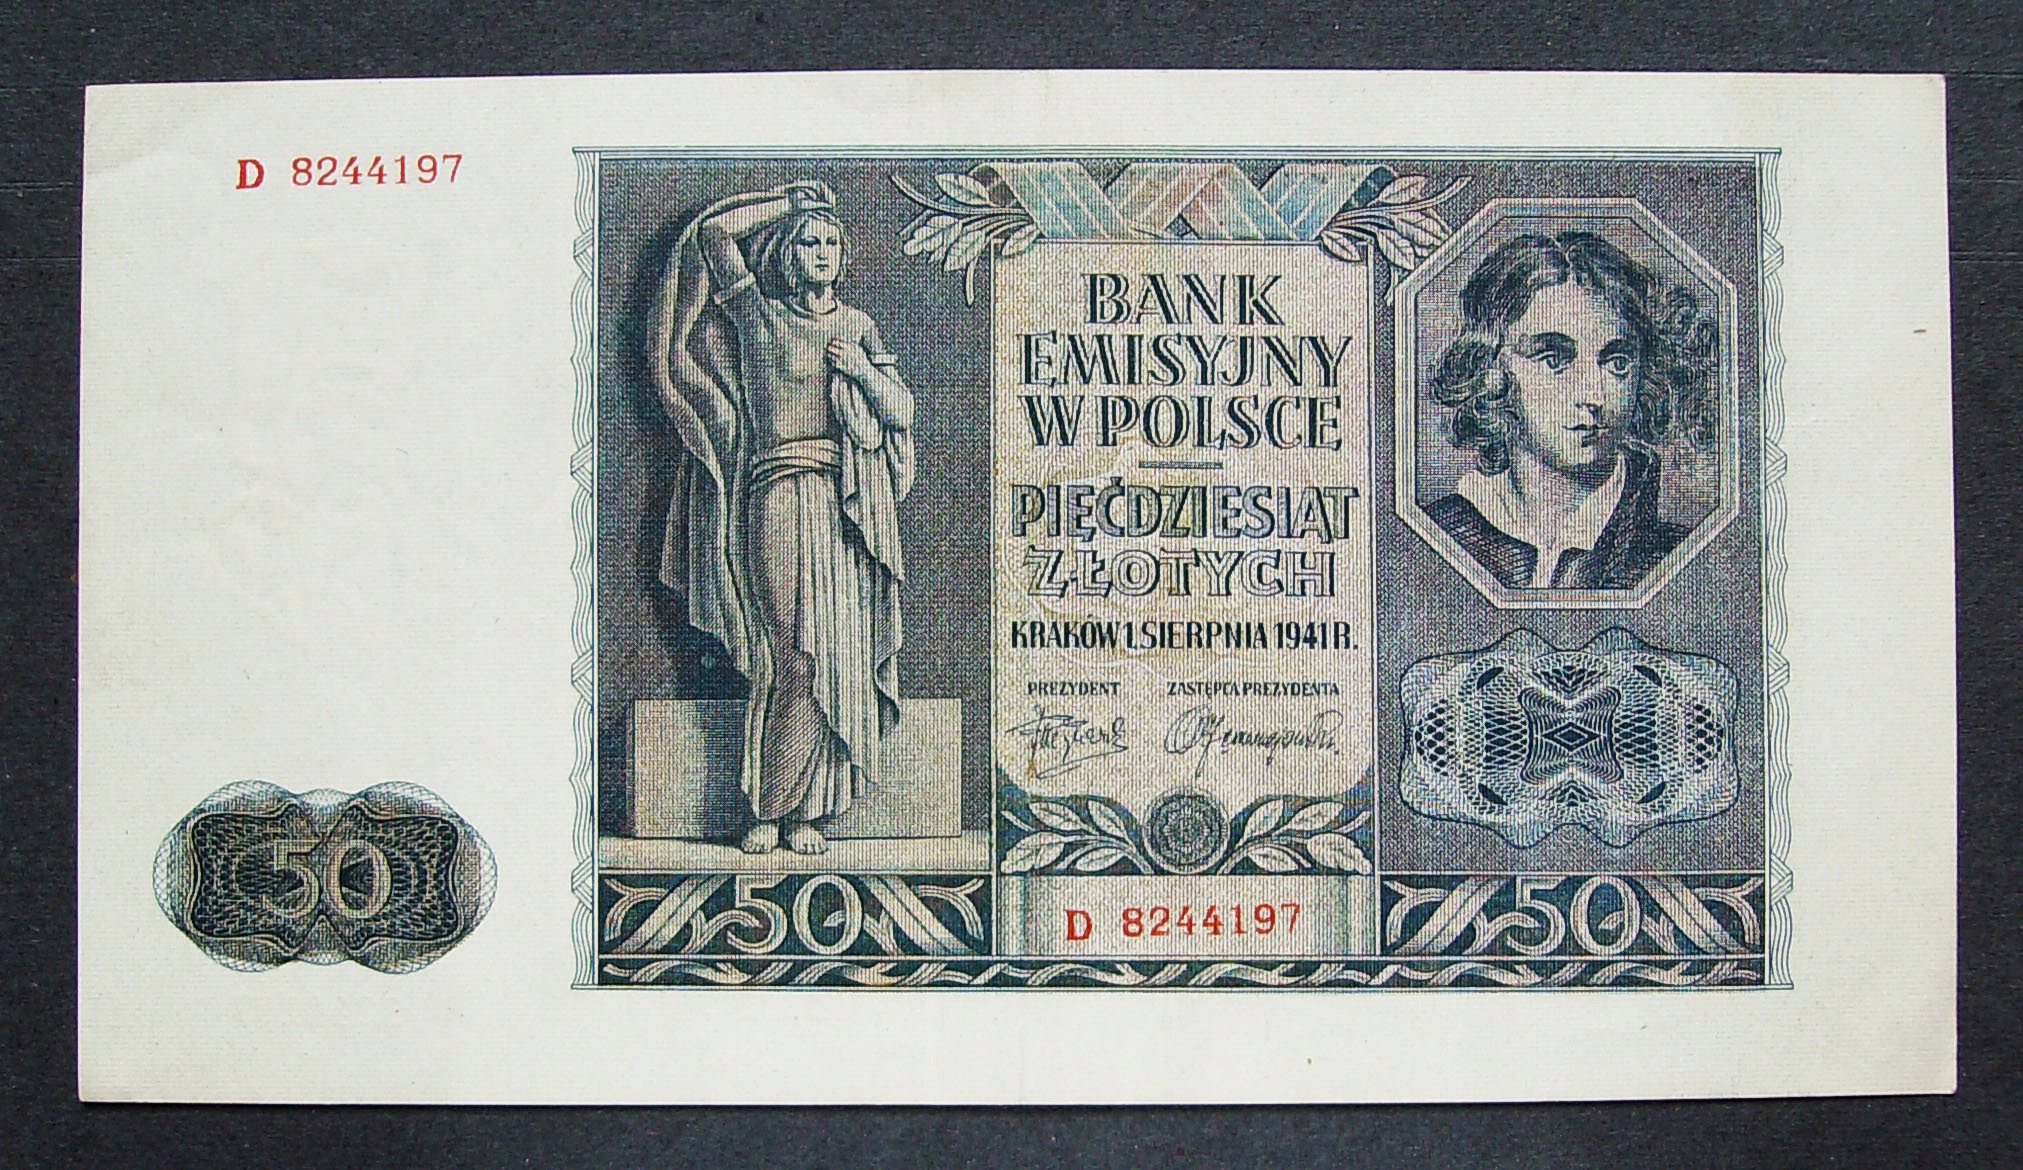 D 8244197
BANK
EMISYJNY
W POLSCE
PIĘĆDZIESIĄT
ZŁOTYCH
KRAKÓW 1. SIERPNIA 1941 R.
PREZYDENT ZASTĘPCA PREZYDENTA
50
50 D 8244197 50